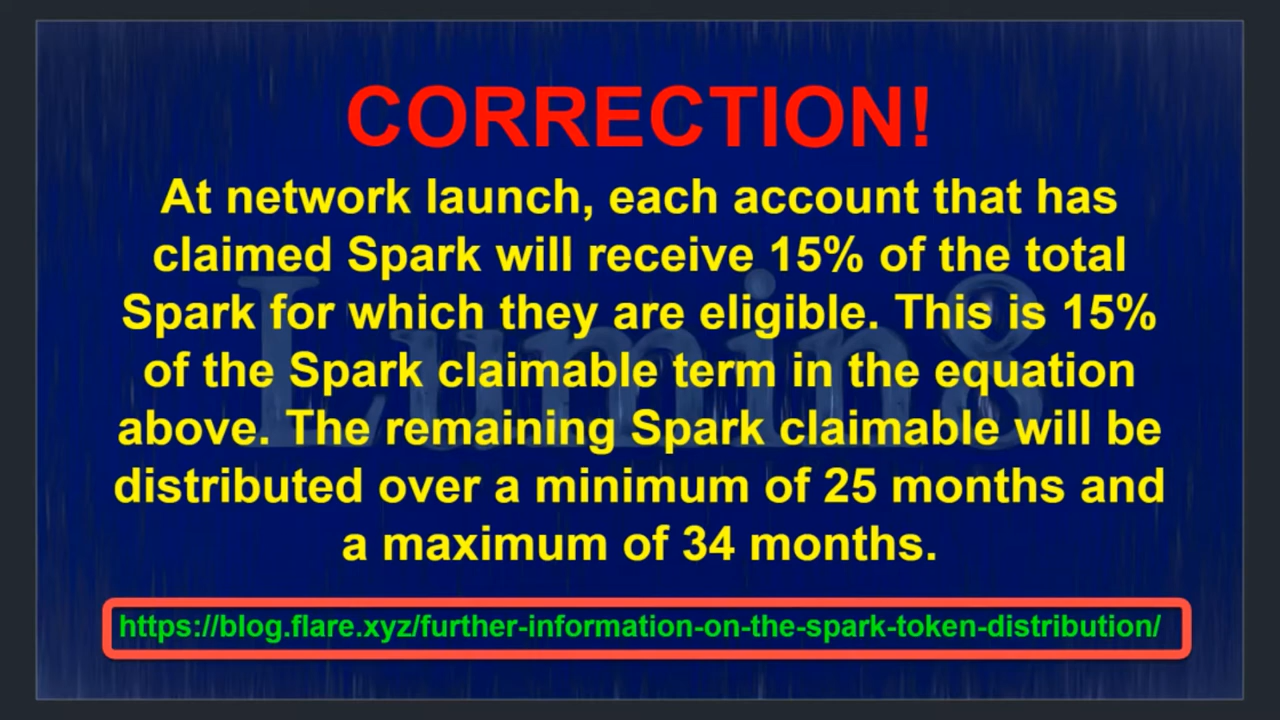 CORRECTION!
At network launch, each account that has
claimed Spark will receive 15% of the total
Spark for which they are eligible. This is 15%
of the Spark claimable term in the equation
above. The remaining Spark claimable will be
distributed over a minimum of 25 months and
a maximum of 34 months.
Lumin8
https://blog.flare.xyz/further-information-on-the-spark-token-distribution/